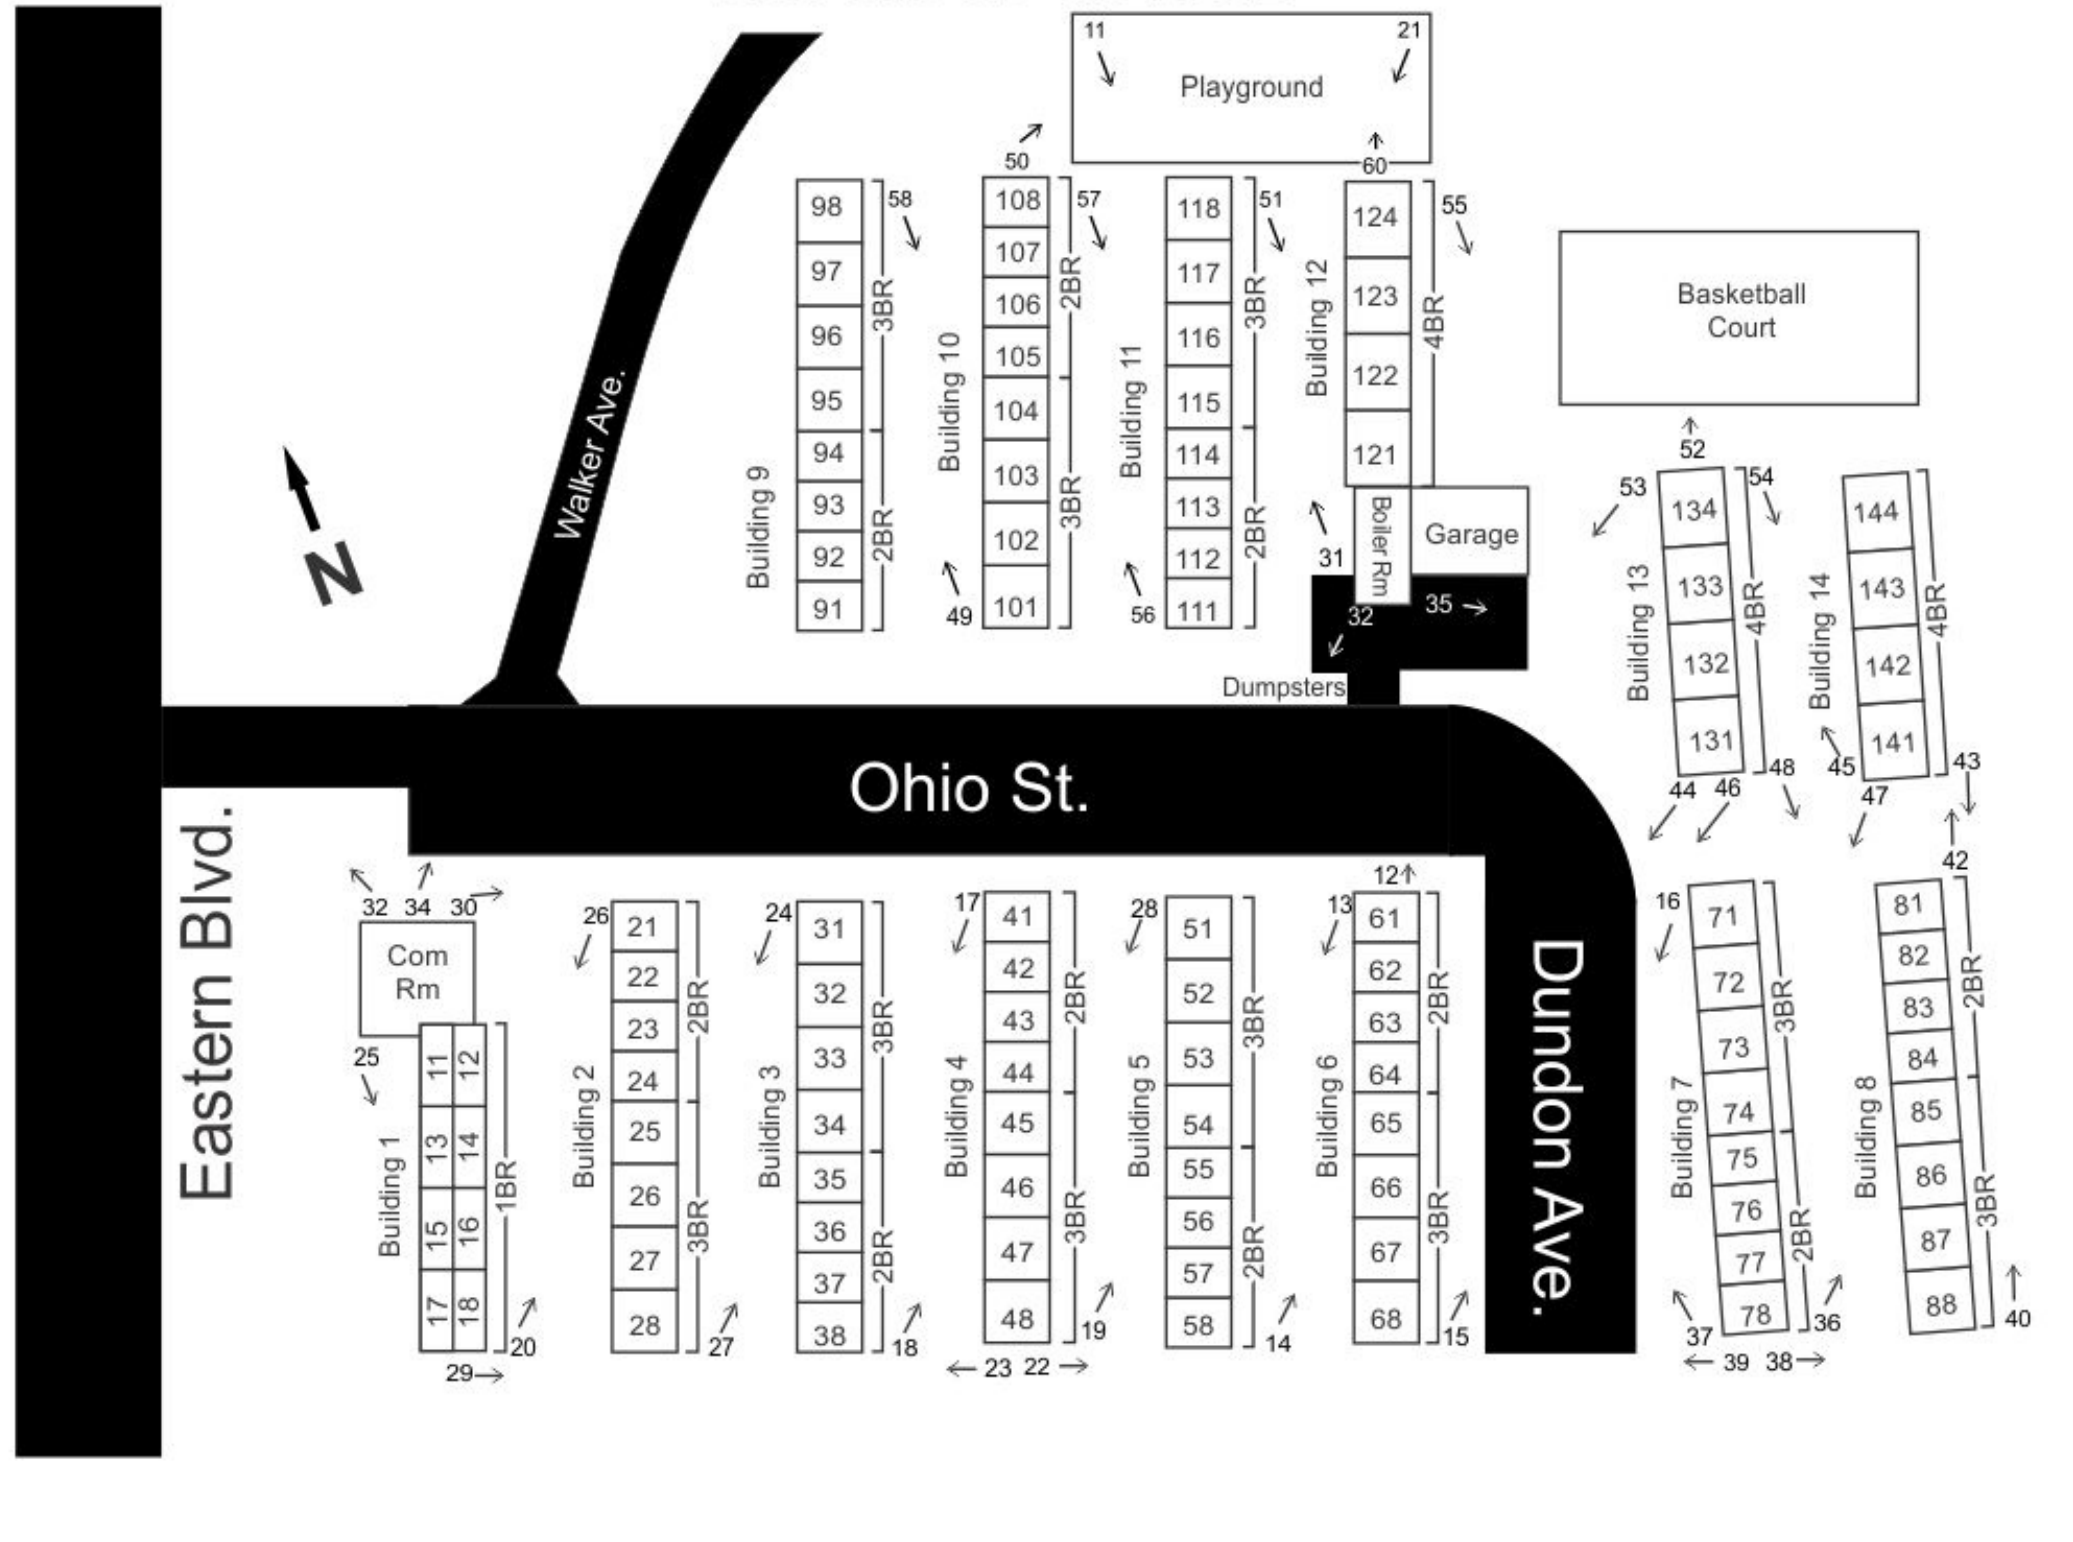 11
21
Playground
50
60
98
97
96
95
94
93
92
91
3BR
2BR
Building 9
58
108
107
106
105
104
103
102
101
2BR
3BR
Building 10
57
49
118
117
116
115
114
113
112
111
3BR
2BR
Building 11
51
56
124
123
122
121
4BR
Building 12
55
Boiler Rm
Garage
31
32
35
Dumpsters
Basketball
Court
52
53
54
134
133
132
131
4BR
Building 13
44
46
48
144
143
142
141
4BR
Building 14
45
43
47
42
Walker Ave.
N
Ohio St.
Eastern Blvd.
Dundon Ave.
32
34
30
Com
Rm
25
11
12
13
14
15
16
17
18
1BR
Building 1
20
29
26
21
22
23
24
25
26
27
28
2BR
3BR
Building 2
27
24
31
32
33
34
35
36
37
38
3BR
2BR
Building 3
18
17
41
42
43
44
45
46
47
48
2BR
3BR
Building 4
19
23
22
28
51
52
53
54
55
56
57
58
3BR
2BR
Building 5
14
12
13
61
62
63
64
65
66
67
68
2BR
3BR
Building 6
15
16
71
72
73
74
75
76
77
78
3BR
2BR
Building 7
37
36
39
38
81
82
83
84
85
86
87
88
2BR
3BR
Building 8
40